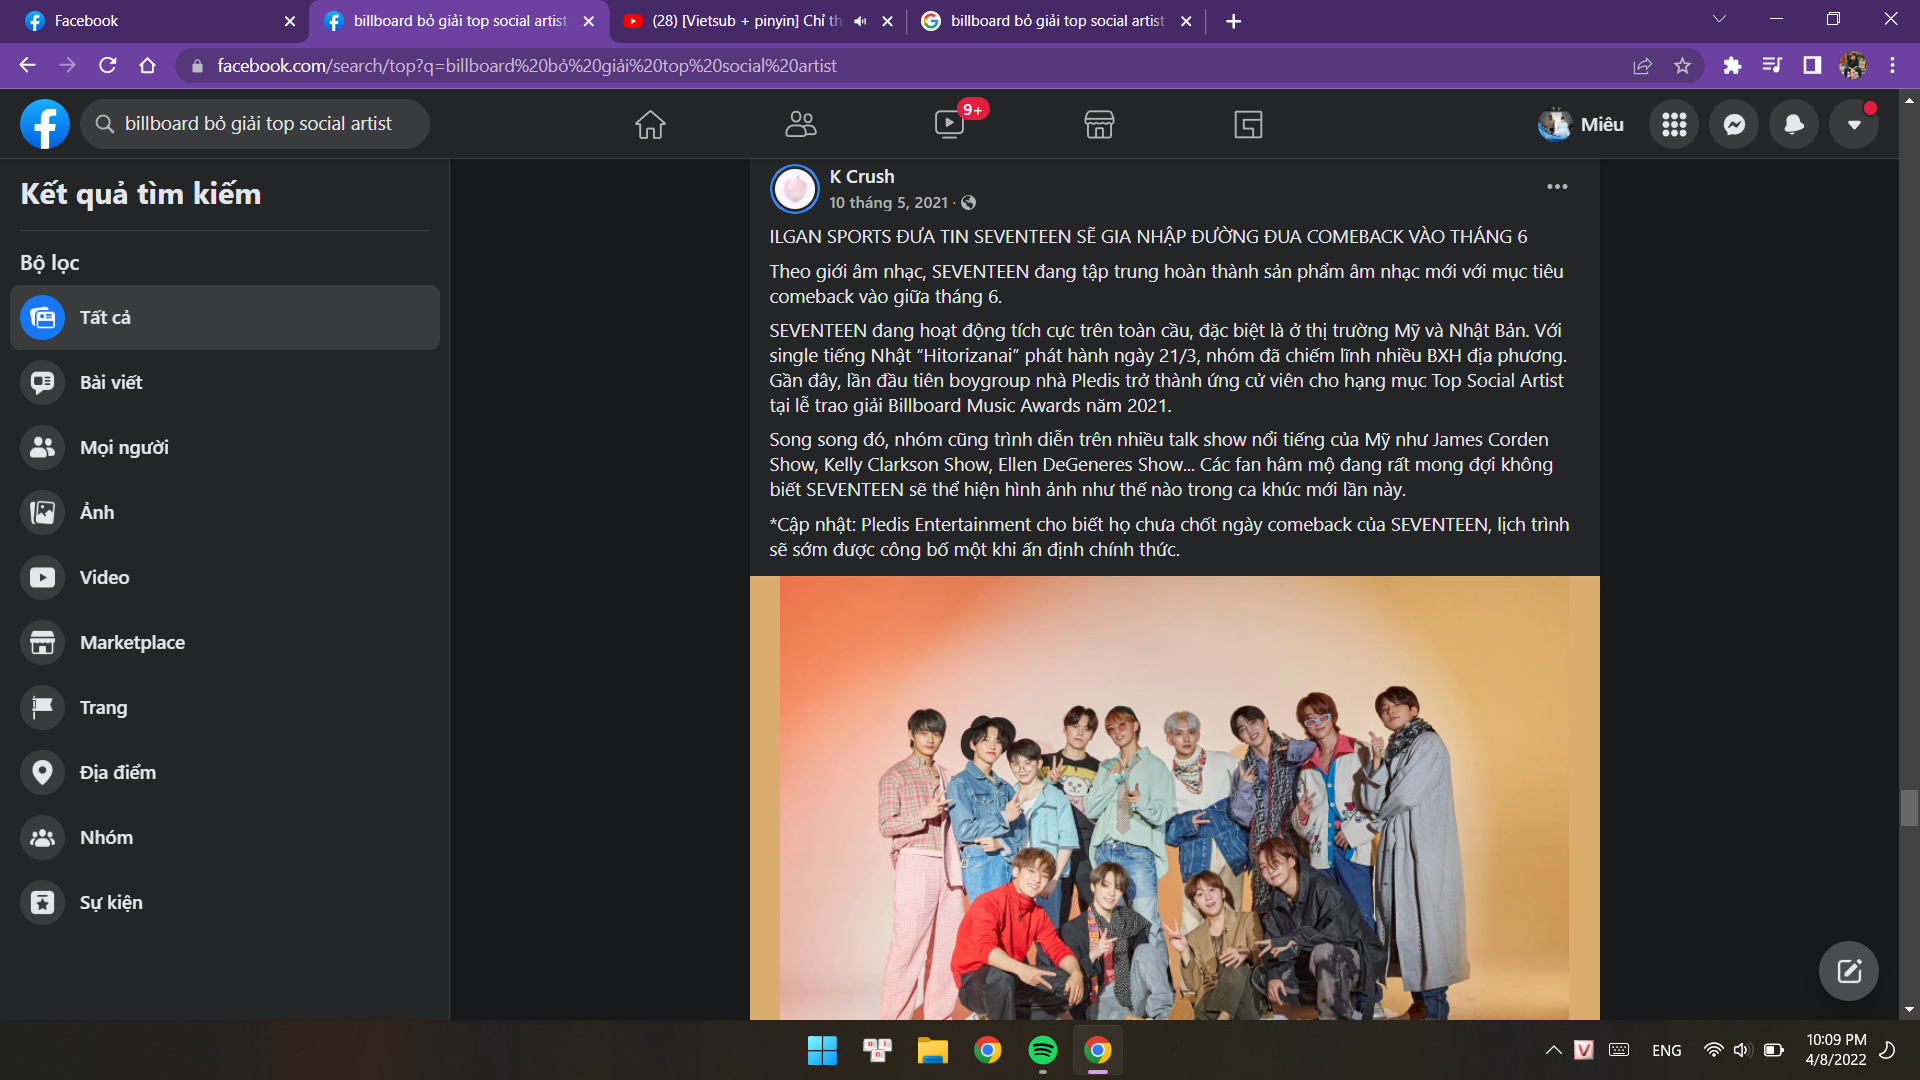 Facebook
billboard bỏ giải top social artist
(28) [Vietsub + pinyin] Chỉ th
billboard bỏ giải top social artist
facebook.com/search/top?q=billboard%20bỏ%20giải%20top%20social%20artist
billboard bỏ giải top social artist
9+
Miêu
Kết quả tìm kiếm
Bộ lọc
Tất cả
Bài viết
Mọi người
Ảnh
Video
Marketplace
Trang
Địa điểm
Nhóm
Sự kiện
K Crush
10 tháng 5, 2021 ·
ILGAN SPORTS ĐƯA TIN SEVENTEEN SẼ GIA NHẬP ĐƯỜNG ĐUA COMEBACK VÀO THÁNG 6
Theo giới âm nhạc, SEVENTEEN đang tập trung hoàn thành sản phẩm âm nhạc mới với mục tiêu
comeback vào giữa tháng 6.
SEVENTEEN đang hoạt động tích cực trên toàn cầu, đặc biệt là ở thị trường Mỹ và Nhật Bản. Với
single tiếng Nhật “Hitorizanai” phát hành ngày 21/3, nhóm đã chiếm lĩnh nhiều BXH địa phương.
Gần đây, lần đầu tiên boygroup nhà Pledis trở thành ứng cử viên cho hạng mục Top Social Artist
tại lễ trao giải Billboard Music Awards năm 2021.
Song song đó, nhóm cũng trình diễn trên nhiều talk show nổi tiếng của Mỹ như James Corden
Show, Kelly Clarkson Show, Ellen DeGeneres Show... Các fan hâm mộ đang rất mong đợi không
biết SEVENTEEN sẽ thể hiện hình ảnh như thế nào trong ca khúc mới lần này.
*Cập nhật: Pledis Entertainment cho biết họ chưa chốt ngày comeback của SEVENTEEN, lịch trình
sẽ sớm được công bố một khi ấn định chính thức.
ENG
10:09 PM
4/8/2022